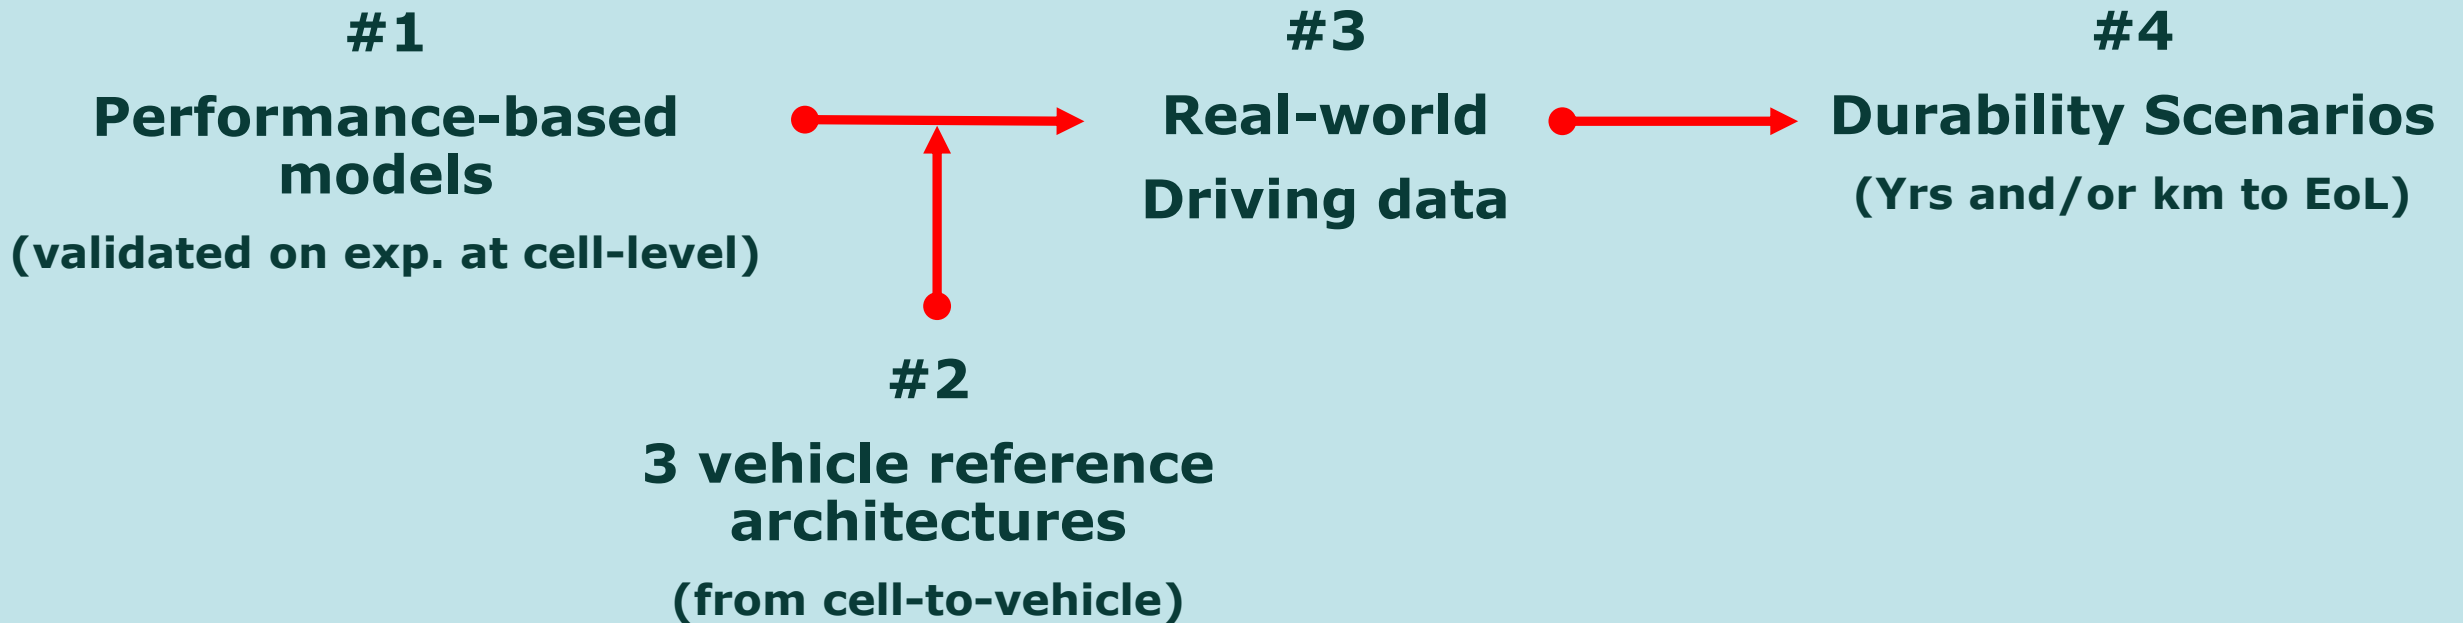 #1
Performance-based
models
(validated on exp. at cell-level)
#2
3 vehicle reference
architectures
(from cell-to-vehicle)
#3
Real-world
Driving data
#4
Durability Scenarios
(Yrs and/or km to EoL)